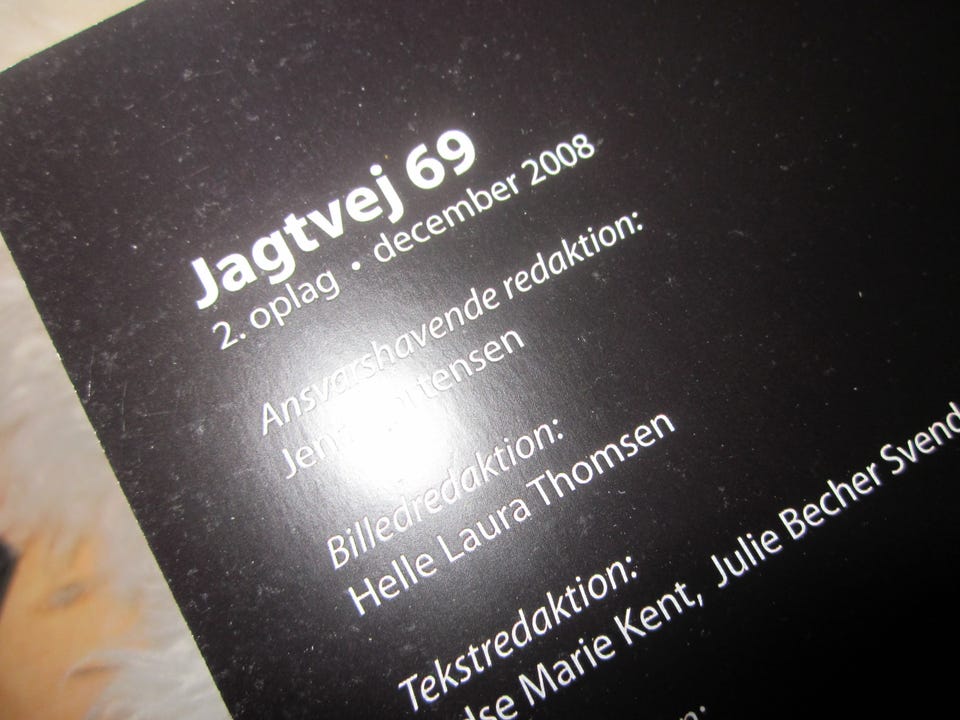 Jagtvej 69
2. oplag • december 2008
Ansvarshavende redaktion:
Billedredaktion:
Helle Laura Thomsen
Tekstredaktion:
Marie Kent, Julie Becher